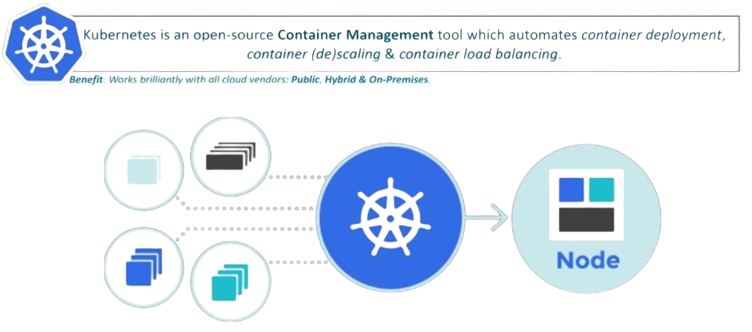 Kubernetes is an open-source Container Management tool which automates container deployment,
container (de)scaling & container load balancing.
Benefit: Works brilliantly with all cloud vendors: Public, Hybrid & On-Premises.
Node